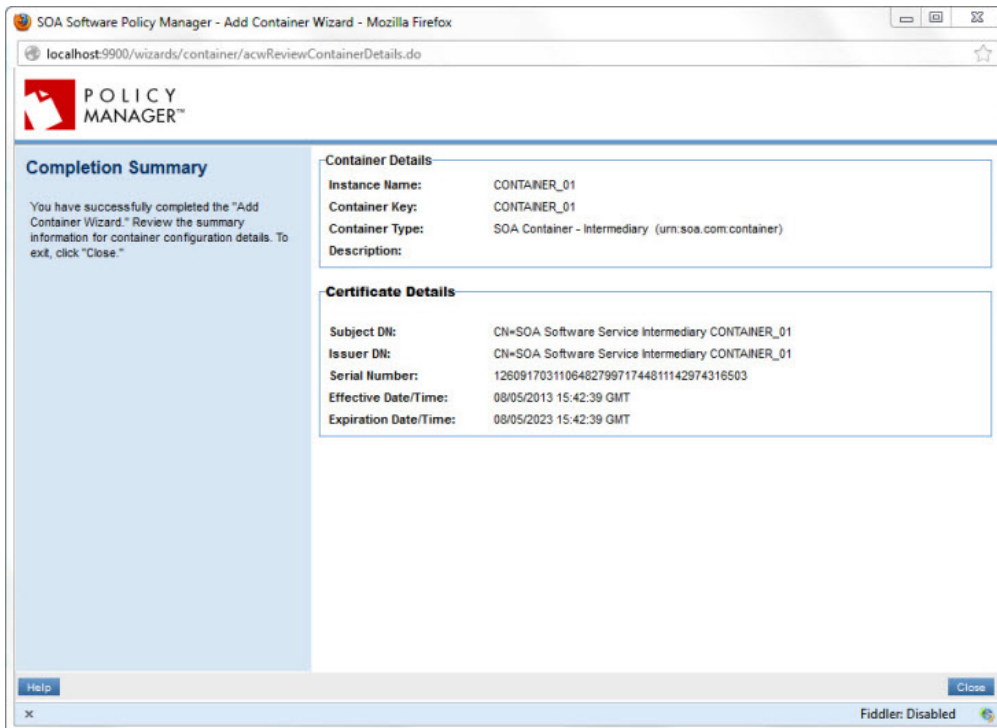 SOA Software Policy Manager - Add Container Wizard - Mozilla Firefox
localhost:9900/wizards/container/acwReviewContainerDetails.do
POLICY
MANAGER™
Completion Summary
You have successfully completed the "Add
Container Wizard." Review the summary
information for container configuration details. To
exit, click "Close."
Container Details
Instance Name: CONTAINER_01
Container Key: CONTAINER_01
Container Type: SOA Container - Intermediary (urn:soa.com:container)
Description:
Certificate Details
Subject DN: CN=SOA Software Service Intermediary CONTAINER_01
Issuer DN: CN=SOA Software Service Intermediary CONTAINER_01
Serial Number: 126091703110648279971744811142974316503
Effective Date/Time: 08/05/2013 15:42:39 GMT
Expiration Date/Time: 08/05/2023 15:42:39 GMT
Help
Close
Fiddler: Disabled